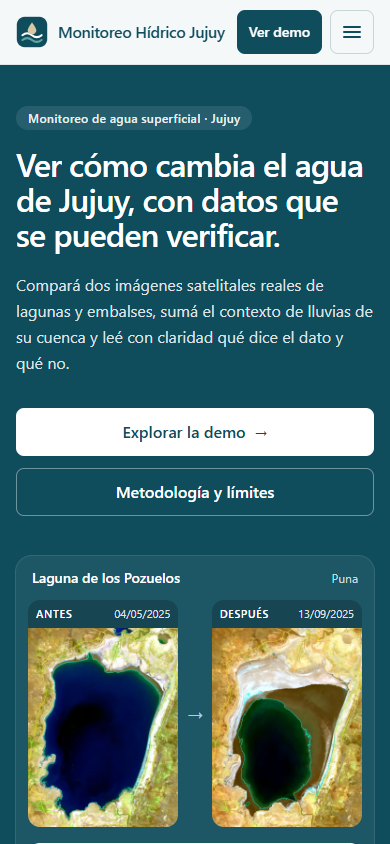 Monitoreo Hídrico Jujuy
Ver demo
Monitoreo de agua superficial · Jujuy
Ver cómo cambia el agua
de Jujuy, con datos que
se pueden verificar.
Compará dos imágenes satelitales reales de
lagunas y embalses, sumá el contexto de lluvias de
su cuenca y leé con claridad qué dice el dato y
qué no.
Explorar la demo →
Metodología y límites
Laguna de los Pozuelos
Puna
ANTES 04/05/2025
DESPUÉS 13/09/2025
→